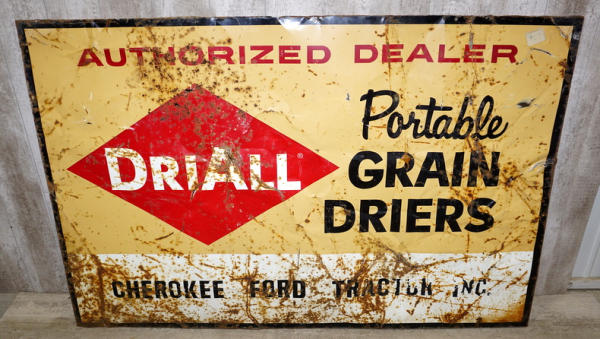 AUTHORIZED DEALER
DRIALL®
Portable
GRAIN
DRIERS
CHEROKEE FORD TRACTOR INC.